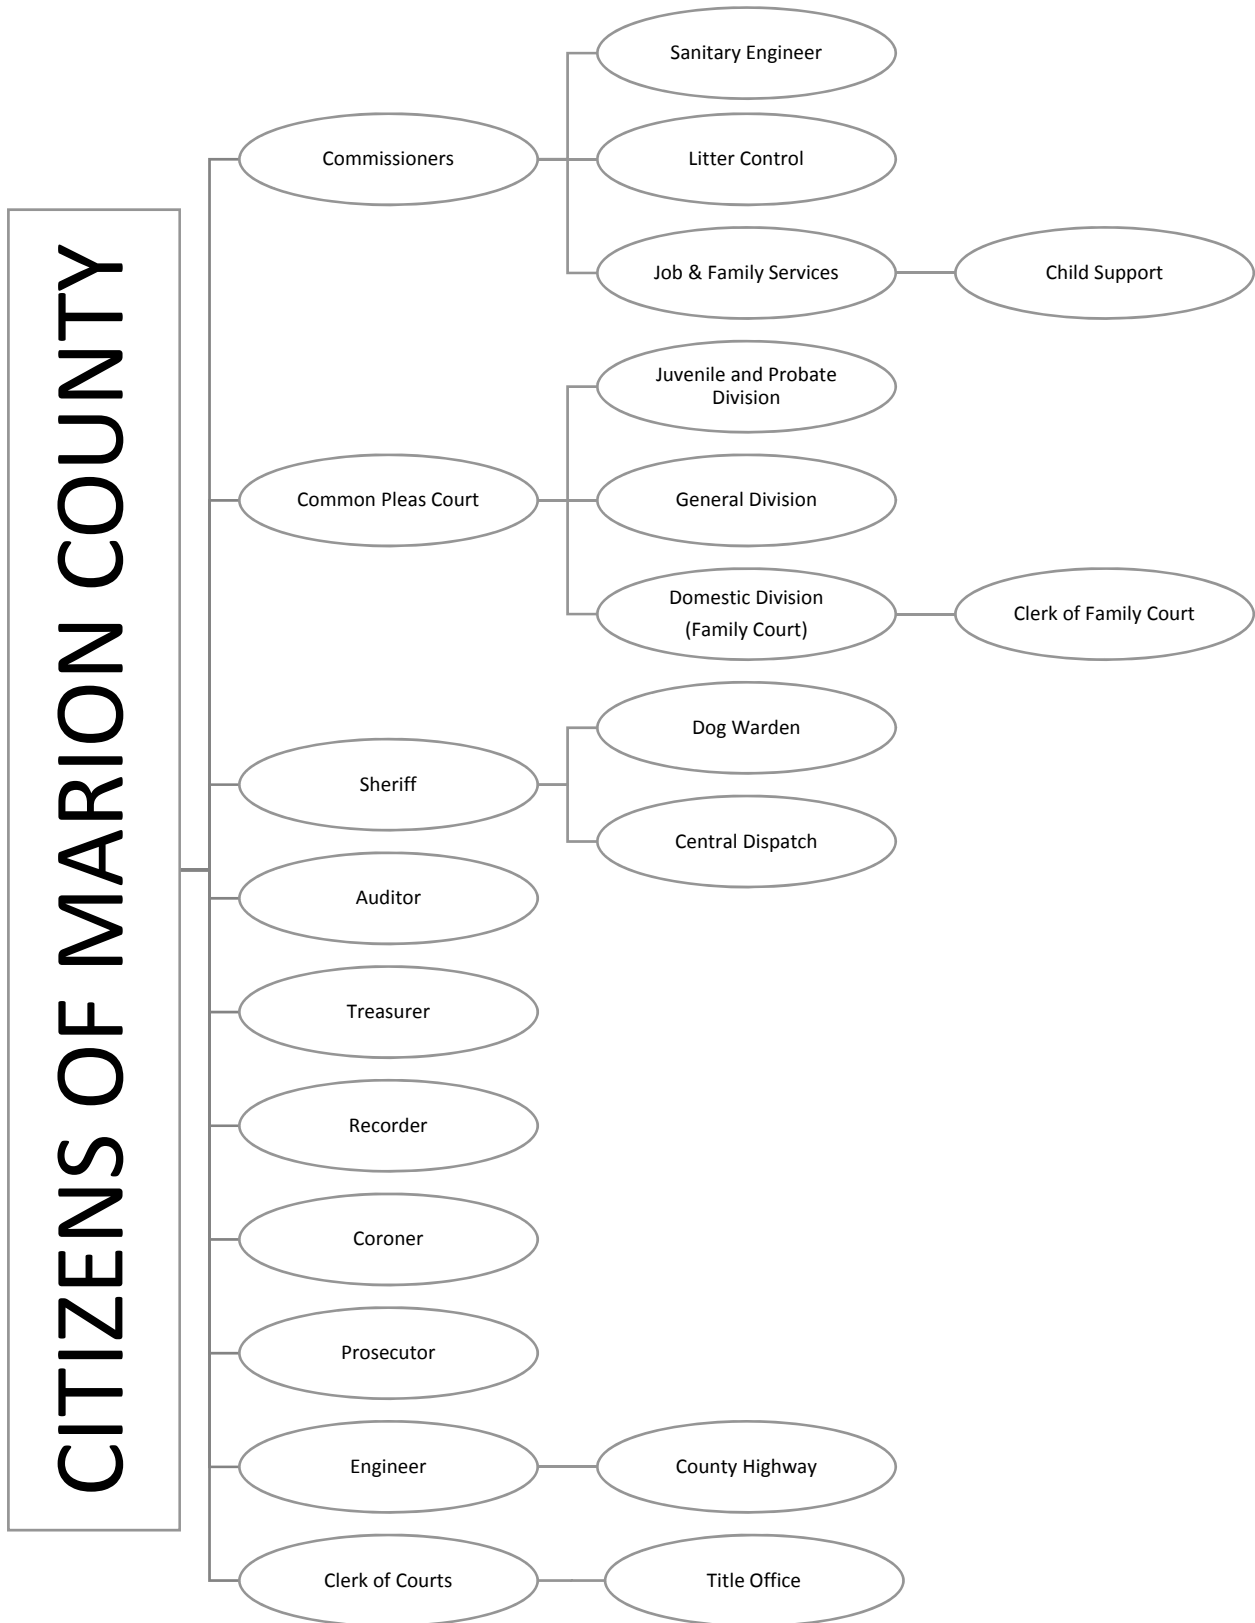 CITIZENS OF MARION COUNTY
Commissioners
Sanitary Engineer
Litter Control
Job & Family Services
Child Support
Common Pleas Court
Juvenile and Probate
Division
General Division
Domestic Division
(Family Court)
Clerk of Family Court
Sheriff
Dog Warden
Central Dispatch
Auditor
Treasurer
Recorder
Coroner
Prosecutor
Engineer
County Highway
Clerk of Courts
Title Office